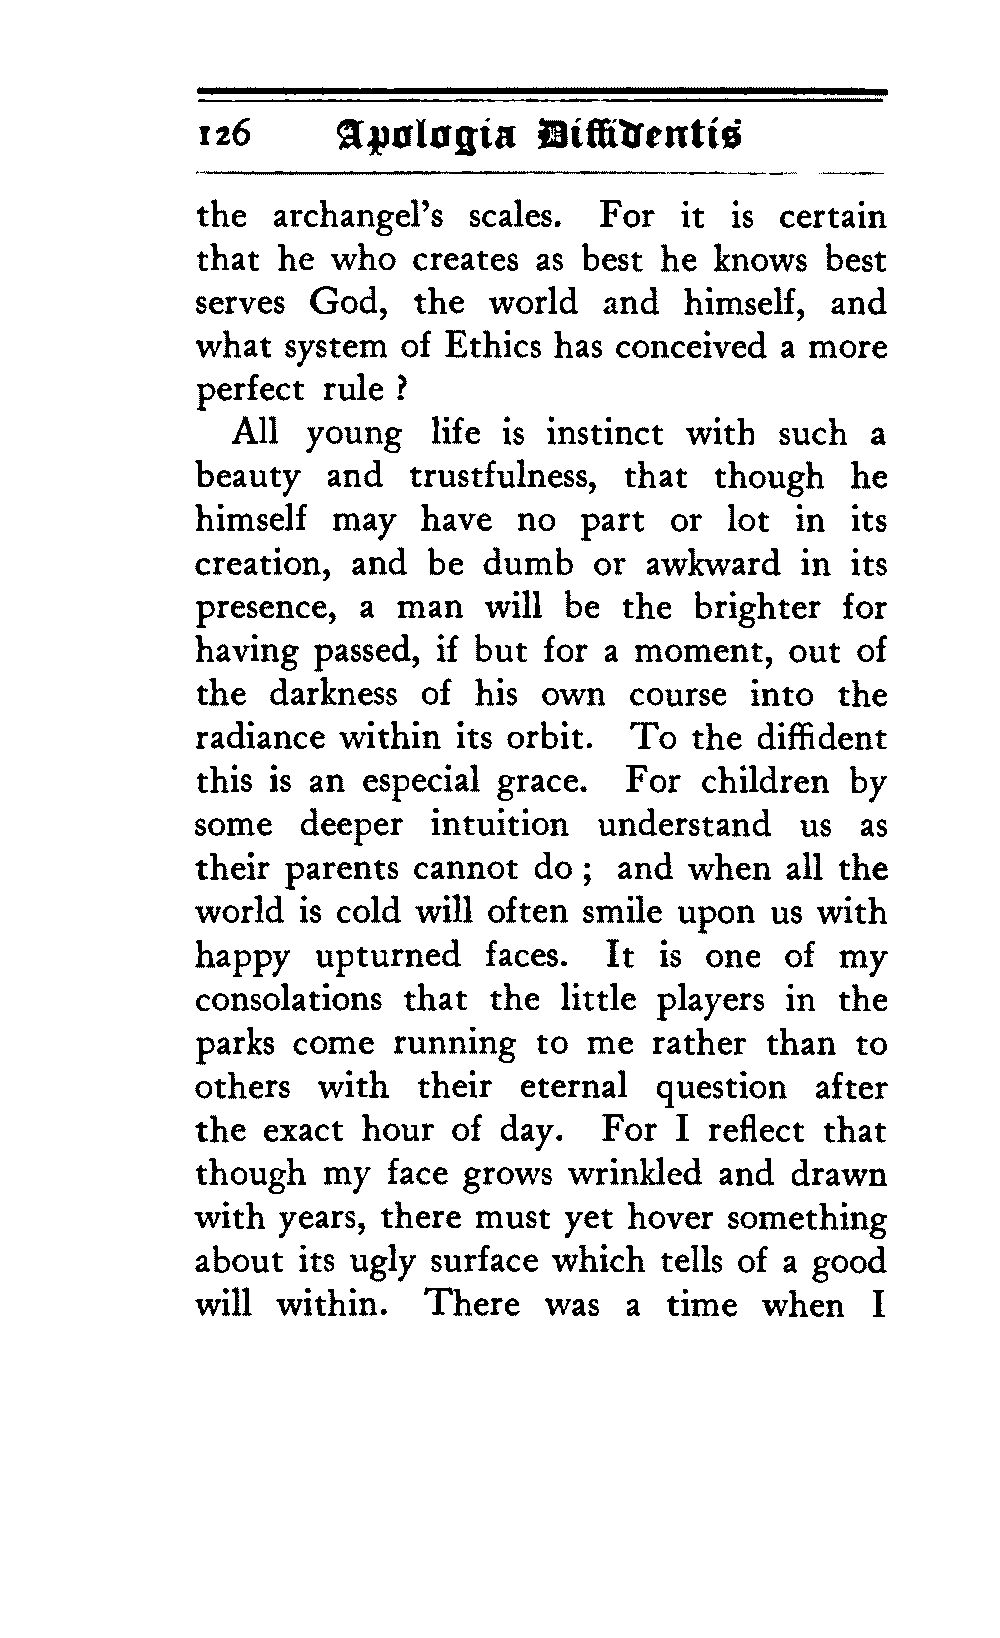 126 Apologia Diffidentis
the archangel's scales. For it is certain
that he who creates as best he knows best
serves God, the world and himself, and
what system of Ethics has conceived a more
perfect rule ?
All young life is instinct with such a
beauty and trustfulness, that though he
himself may have no part or lot in its
creation, and be dumb or awkward in its
presence, a man will be the brighter for
having passed, if but for a moment, out of
the darkness of his own course into the
radiance within its orbit. To the diffident
this is an especial grace. For children by
some deeper intuition understand us as
their parents cannot do ; and when all the
world is cold will often smile upon us with
happy upturned faces. It is one of my
consolations that the little players in the
parks come running to me rather than to
others with their eternal question after
the exact hour of day. For I reflect that
though my face grows wrinkled and drawn
with years, there must yet hover something
about its ugly surface which tells of a good
will within. There was a time when I